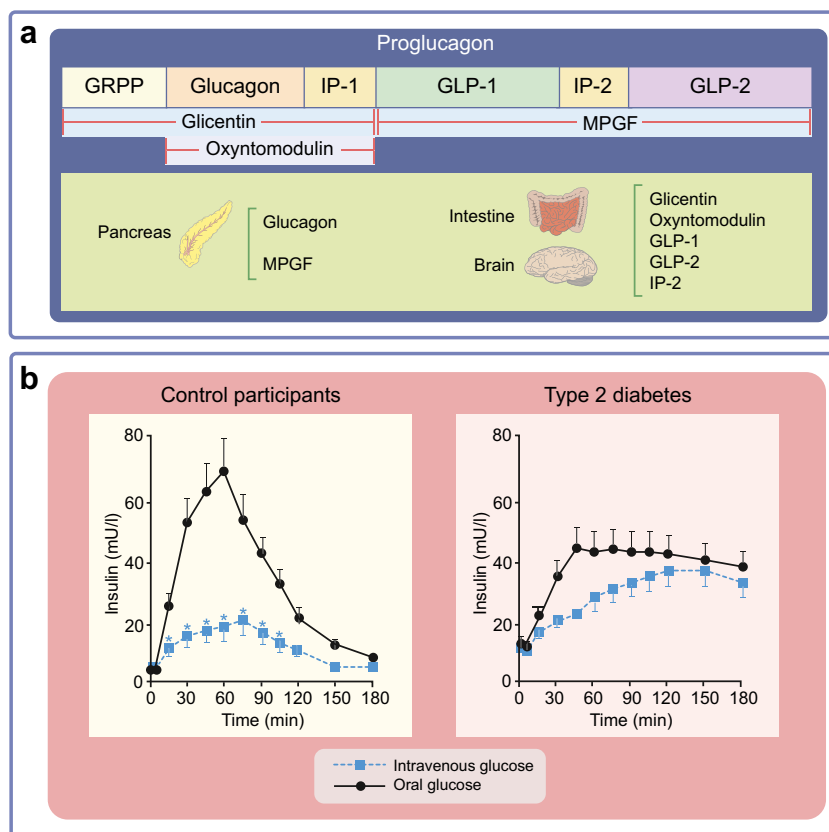 a
Proglucagon
GRPP Glucagon IP-1 GLP-1 IP-2 GLP-2
Glicentin MPGF
Oxyntomodulin
Pancreas
Glucagon
MPGF
Intestine
Brain
Glicentin
Oxyntomodulin
GLP-1
GLP-2
IP-2
b
Control participants
80
60
40
20
0
Insulin (mU/l)
* * * * * * *
0 30 60 90 120 150 180
Time (min)
Type 2 diabetes
80
60
40
20
0
Insulin (mU/l)
0 30 60 90 120 150 180
Time (min)
Intravenous glucose
Oral glucose